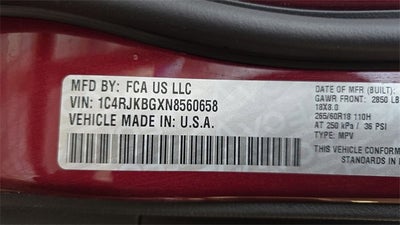 MFD BY: FCA US LLC
VIN: 1C4RJKBGXN8560658
VEHICLE MADE IN: U.S.A.
DATE OF MFR (BUILT):
GAWR FRONT: 2850 LB
18X8.0
265/60R18 110H
AT 250 kPa / 36 PSI
TYPE: MPV
THIS VEHICLE CONFORM
STANDARDS IN